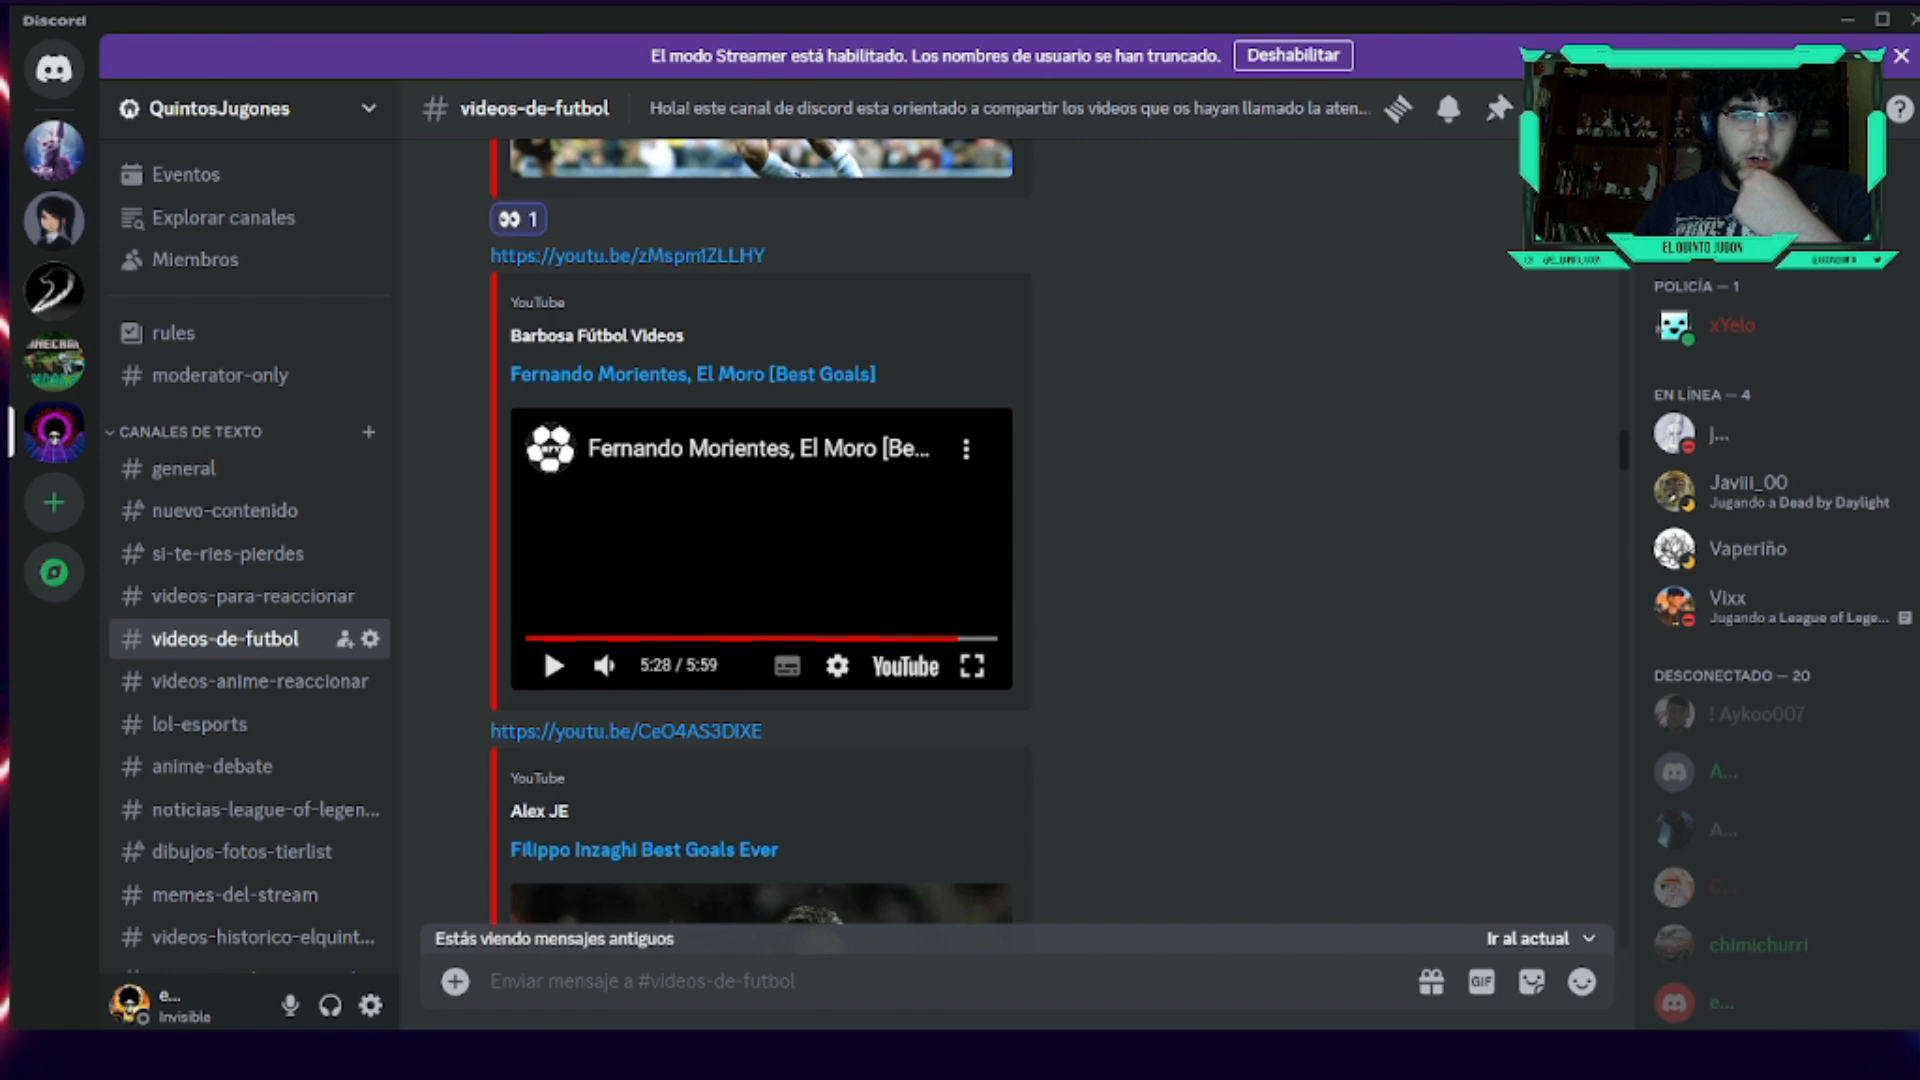 Discord
El modo Streamer está habilitado. Los nombres de usuario se han truncado.
Deshabilitar
QuintosJugones
videos-de-futbol
Hola! este canal de discord esta orientado a compartir los videos que os hayan llamado la aten...
Eventos
Explorar canales
Miembros
rules
moderator-only
CANALES DE TEXTO
general
nuevo-contenido
si-te-ries-pierdes
videos-para-reaccionar
videos-de-futbol
videos-anime-reaccionar
lol-esports
anime-debate
noticias-league-of-legen...
dibujos-fotos-tierlist
memes-del-stream
videos-historico-elquint...
e...
Invisible
1
https://youtu.be/zMspm1ZLLHY
YouTube
Barbosa Fútbol Videos
Fernando Morientes, El Moro [Best Goals]
Fernando Morientes, El Moro [Be...
5:28 / 5:59
YouTube
https://youtu.be/CeO4AS3DIXE
YouTube
Alex JE
Filippo Inzaghi Best Goals Ever
Estás viendo mensajes antiguos
Ir al actual
Enviar mensaje a #videos-de-futbol
GIF
EL QUINTO JUGON
POLICÍA — 1
xYelo
EN LÍNEA — 4
J...
Javiii_00
Jugando a Dead by Daylight
Vaperiño
Vixx
Jugando a League of Lege...
DESCONECTADO — 20
! Aykoo007
A...
A...
C...
chimichurri
e...